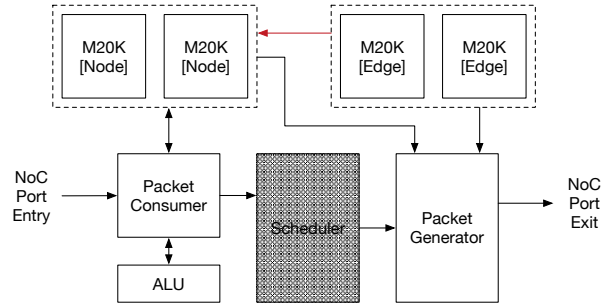 M20K
[Node]
M20K
[Node]
M20K
[Edge]
M20K
[Edge]
NoC
Port
Entry
Packet
Consumer
Scheduler
Packet
Generator
NoC
Port
Exit
ALU